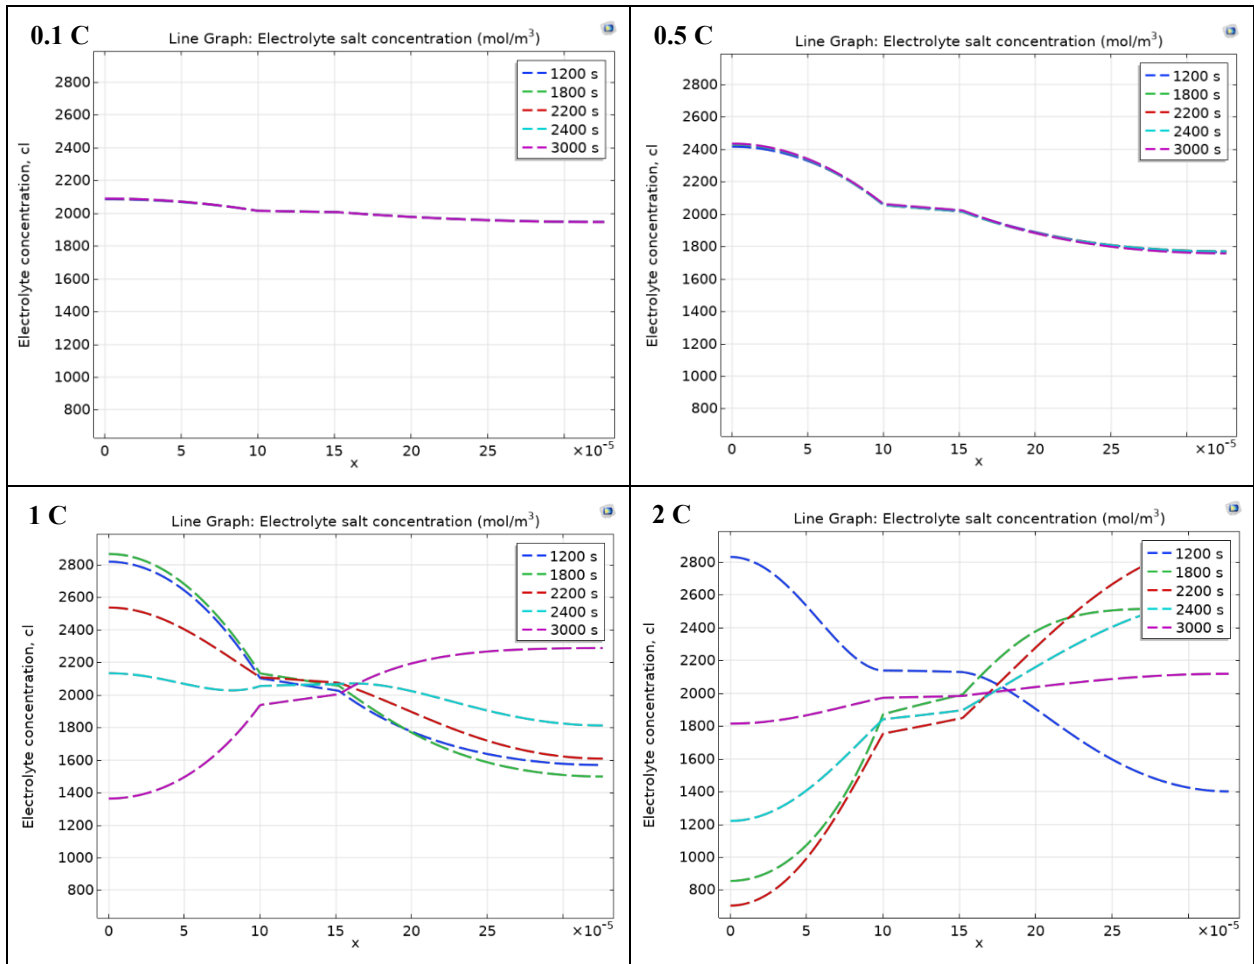 0.1 C
Line Graph: Electrolyte salt concentration (mol/m³)
Electrolyte concentration, cl
2800
2600
2400
2200
2000
1800
1600
1400
1200
1000
800
1200 s
1800 s
2200 s
2400 s
3000 s
0 5 10 15 20 25 ×10⁻⁵
x
0.5 C
Line Graph: Electrolyte salt concentration (mol/m³)
Electrolyte concentration, cl
2800
2600
2400
2200
2000
1800
1600
1400
1200
1000
800
1200 s
1800 s
2200 s
2400 s
3000 s
0 5 10 15 20 25 ×10⁻⁵
x
1 C
Line Graph: Electrolyte salt concentration (mol/m³)
Electrolyte concentration, cl
2800
2600
2400
2200
2000
1800
1600
1400
1200
1000
800
1200 s
1800 s
2200 s
2400 s
3000 s
0 5 10 15 20 25 ×10⁻⁵
x
2 C
Line Graph: Electrolyte salt concentration (mol/m³)
Electrolyte concentration, cl
2800
2600
2400
2200
2000
1800
1600
1400
1200
1000
800
1200 s
1800 s
2200 s
2400 s
3000 s
0 5 10 15 20 25 ×10⁻⁵
x